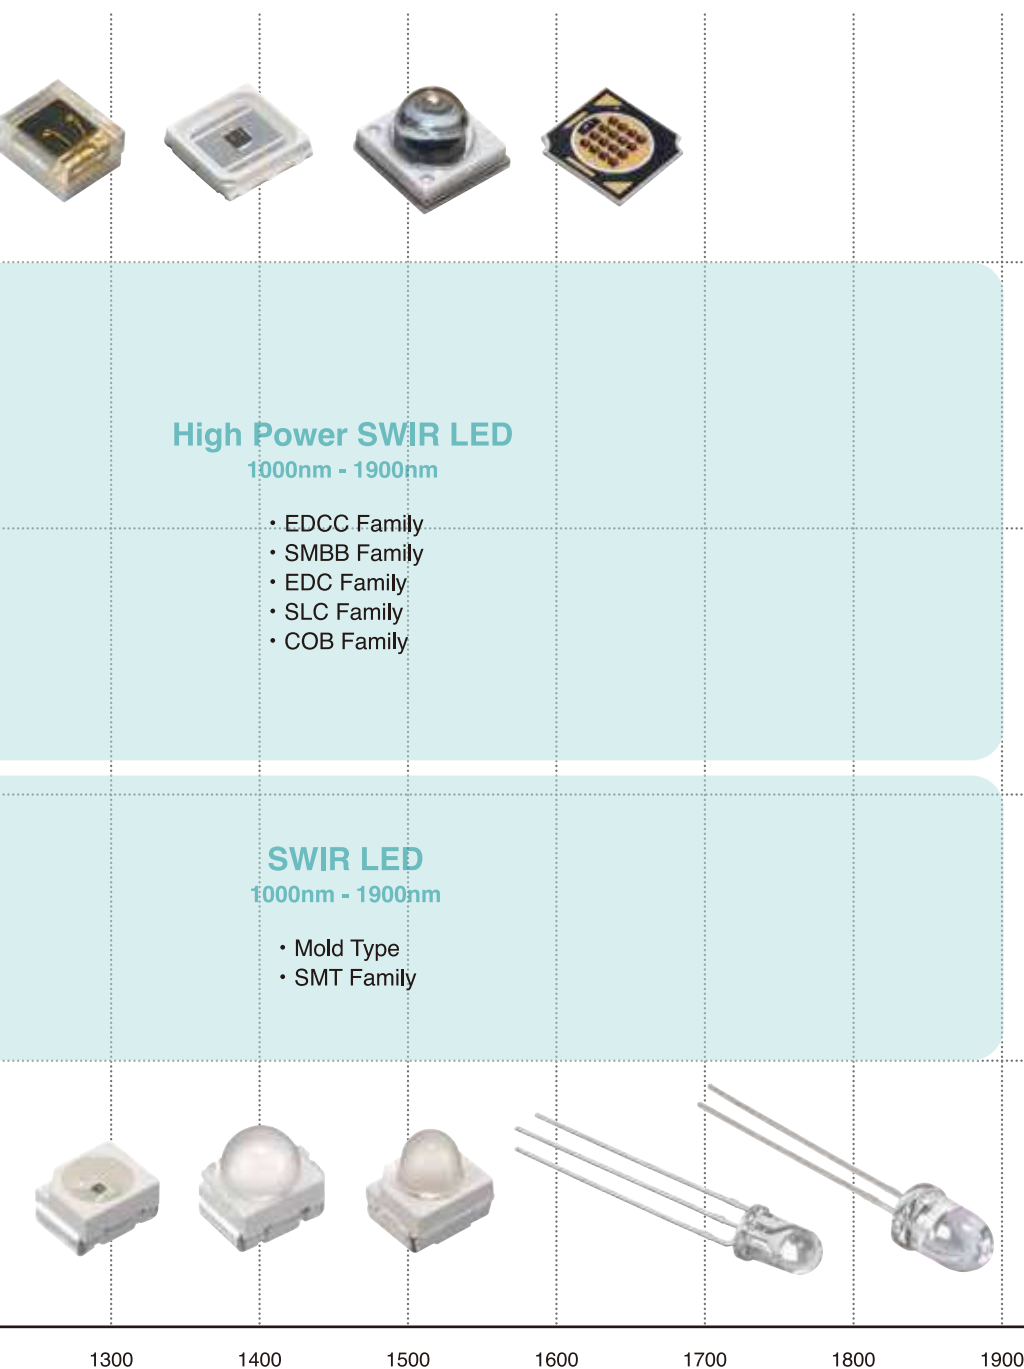 High Power SWIR LED
1000nm - 1900nm
・EDCC Family
・SMBB Family
・EDC Family
・SLC Family
・COB Family
SWIR LED
1000nm - 1900nm
・Mold Type
・SMT Family
1300 1400 1500 1600 1700 1800 1900